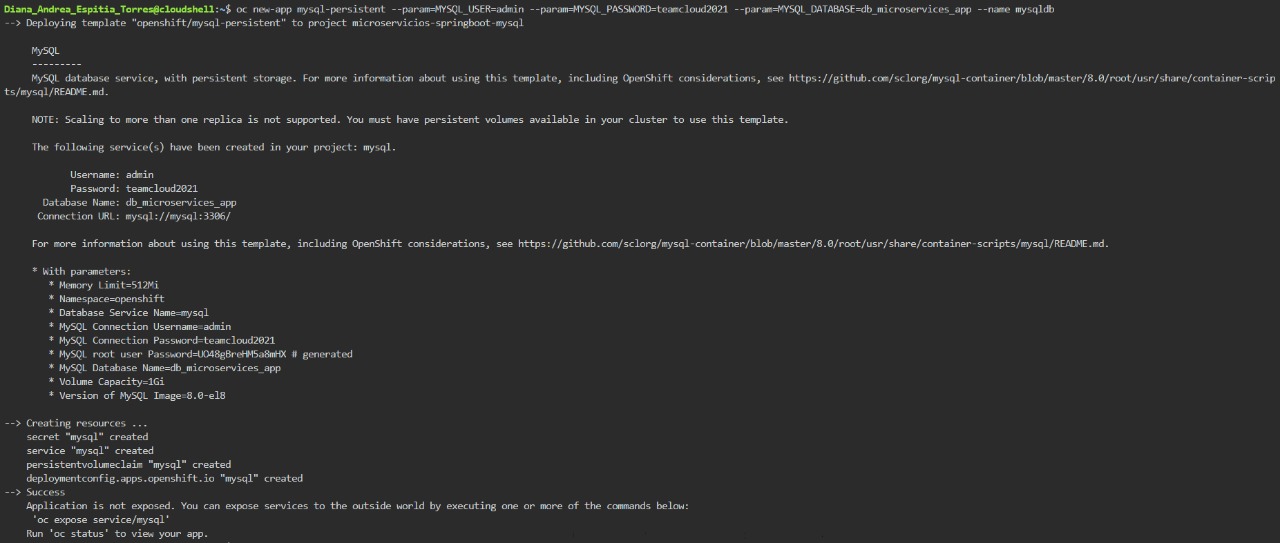 Diana_Andrea_Espitia_Torres@cloudshell:~$ oc new-app mysql-persistent --param=MYSQL_USER=admin --param=MYSQL_PASSWORD=teamcloud2021 --param=MYSQL_DATABASE=db_microservices_app --name mysqldb
--> Deploying template "openshift/mysql-persistent" to project microservicios-springboot-mysql
MySQL
---------
MySQL database service, with persistent storage. For more information about using this template, including OpenShift considerations, see https://github.com/sclorg/mysql-container/blob/master/8.0/root/usr/share/container-scrip
ts/mysql/README.md.
NOTE: Scaling to more than one replica is not supported. You must have persistent volumes available in your cluster to use this template.
The following service(s) have been created in your project: mysql.
Username: admin
Password: teamcloud2021
Database Name: db_microservices_app
Connection URL: mysql://mysql:3306/
For more information about using this template, including OpenShift considerations, see https://github.com/sclorg/mysql-container/blob/master/8.0/root/usr/share/container-scripts/mysql/README.md.
* With parameters:
* Memory Limit=512Mi
* Namespace=openshift
* Database Service Name=mysql
* MySQL Connection Username=admin
* MySQL Connection Password=teamcloud2021
* MySQL root user Password=UO48gBreHM5a8mHX # generated
* MySQL Database Name=db_microservices_app
* Volume Capacity=1Gi
* Version of MySQL Image=8.0-el8
--> Creating resources ...
secret "mysql" created
service "mysql" created
persistentvolumeclaim "mysql" created
deploymentconfig.apps.openshift.io "mysql" created
--> Success
Application is not exposed. You can expose services to the outside world by executing one or more of the commands below:
'oc expose service/mysql'
Run 'oc status' to view your app.